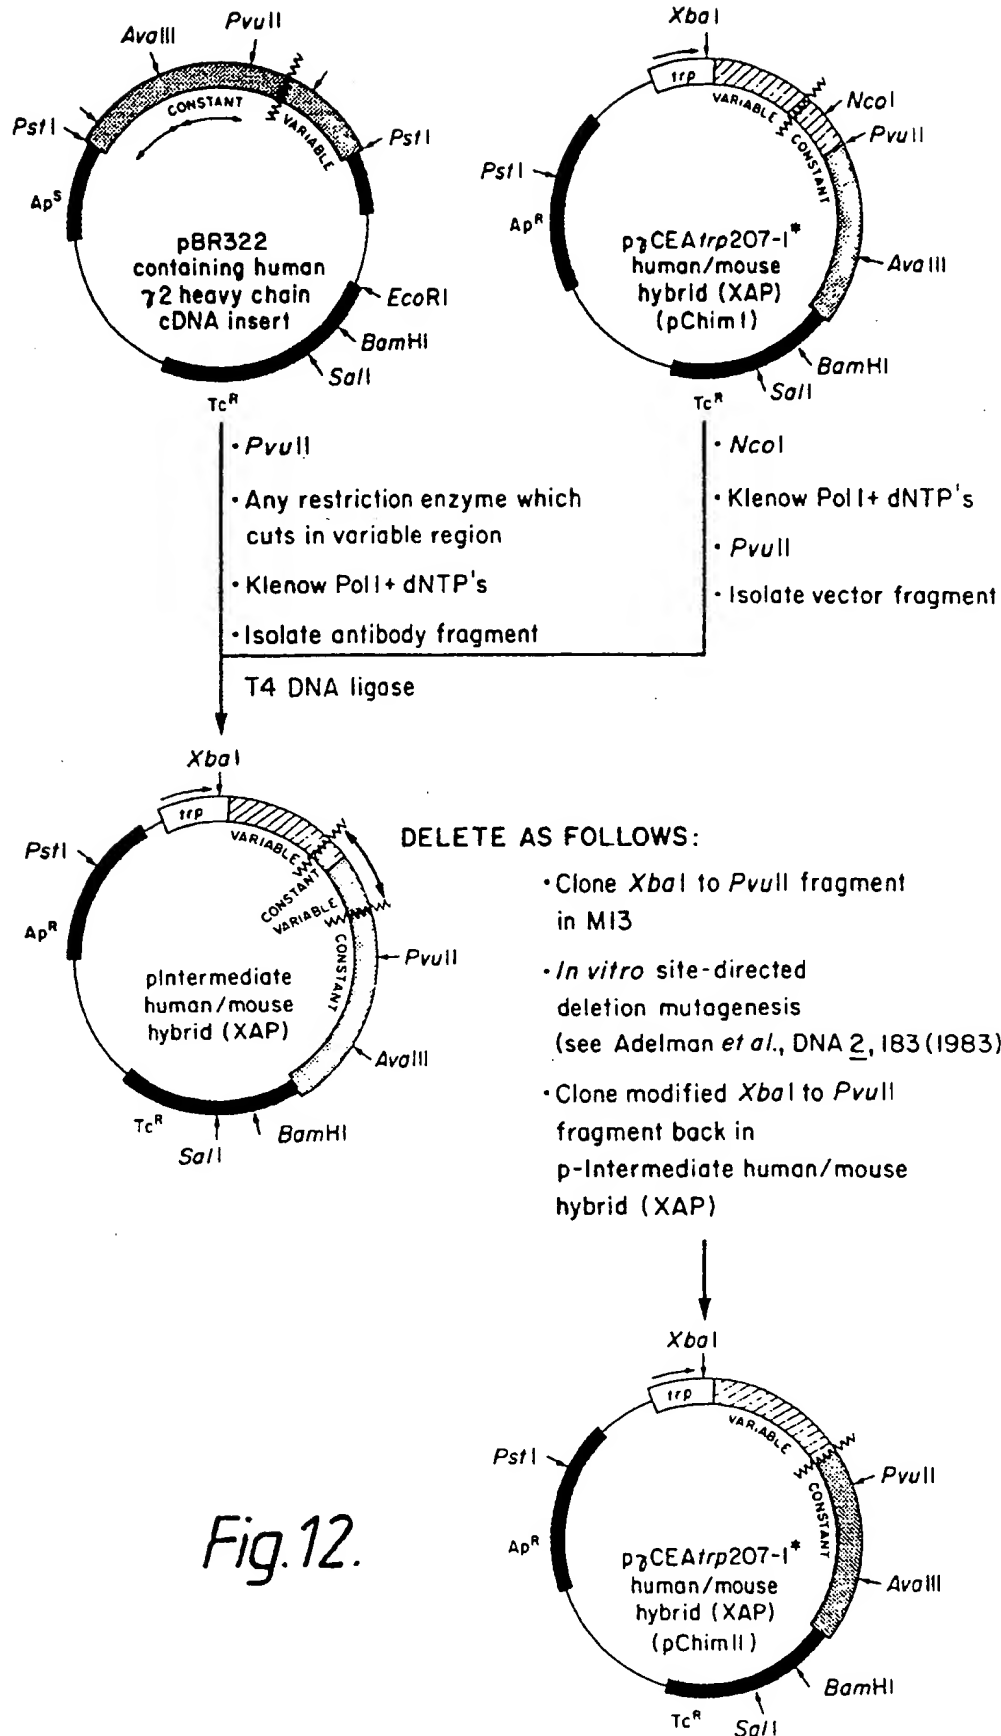 PvuII
AvaIII
PstI
CONSTANT
VARIABLE
PstI
Ap^S
pBR322
containing human
γ2 heavy chain
cDNA insert
EcoRI
BamHI
SalI
Tc^R
XbaI
trp
VARIABLE
CONSTANT
NcoI
PvuII
PstI
Ap^R
pγCEAtrp207-1*
human/mouse
hybrid (XAP)
(pChim1)
AvaIII
BamHI
SalI
Tc^R
• PvuII
• Any restriction enzyme which
cuts in variable region
• Klenow Pol I + dNTP's
• Isolate antibody fragment
• NcoI
• Klenow Pol I + dNTP's
• PvuII
• Isolate vector fragment
T4 DNA ligase
XbaI
trp
VARIABLE
CONSTANT
VARIABLE
CONSTANT
PstI
Ap^R
pIntermediate
human/mouse
hybrid (XAP)
PvuII
AvaIII
BamHI
SalI
Tc^R
DELETE AS FOLLOWS:
• Clone XbaI to PvuII fragment
in M13
• In vitro site-directed
deletion mutagenesis
(see Adelman et al., DNA 2, 183 (1983)
• Clone modified XbaI to PvuII
fragment back in
p-Intermediate human/mouse
hybrid (XAP)
XbaI
trp
VARIABLE
CONSTANT
PstI
PvuII
Ap^R
pγCEAtrp207-1*
human/mouse
hybrid (XAP)
(pChimII)
AvaIII
BamHI
SalI
Tc^R
Fig.12.